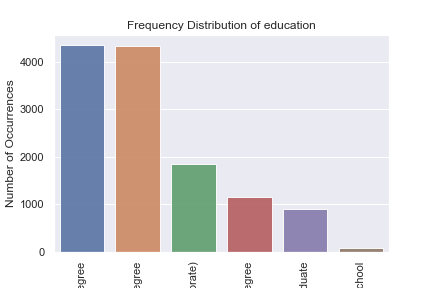 Frequency Distribution of education
Number of Occurrences
4000
3000
2000
1000
0
egree
egree
orate)
egree
duate
chool